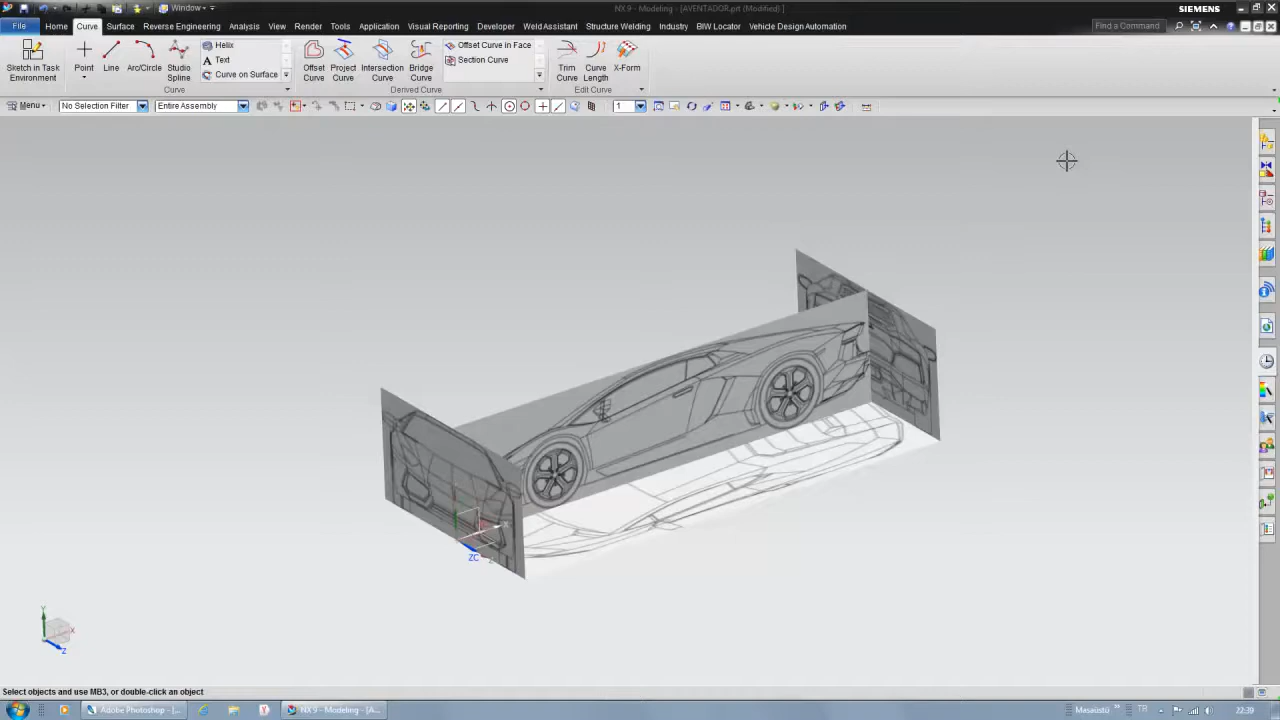 Window
NX 9 - Modeling - [AVENTADOR.prt (Modified) ]
SIEMENS
File
Home
Curve
Surface
Reverse Engineering
Analysis
View
Render
Tools
Application
Visual Reporting
Developer
Weld Assistant
Structure Welding
Industry
BIW Locator
Vehicle Design Automation
Find a Command
Sketch in Task
Environment
Point
Line
Arc/Circle
Studio
Spline
Helix
Text
Curve on Surface
Curve
Offset
Curve
Project
Curve
Intersection
Curve
Bridge
Curve
Offset Curve in Face
Section Curve
Derived Curve
Trim
Curve
Curve
Length
X-Form
Edit Curve
Menu
No Selection Filter
Entire Assembly
1
X
ZC
Y
X
Z
Select objects and use MB3, or double-click an object
Adobe Photoshop - [...
NX 9 - Modeling - [A...
Masaüstü
TR
22:39